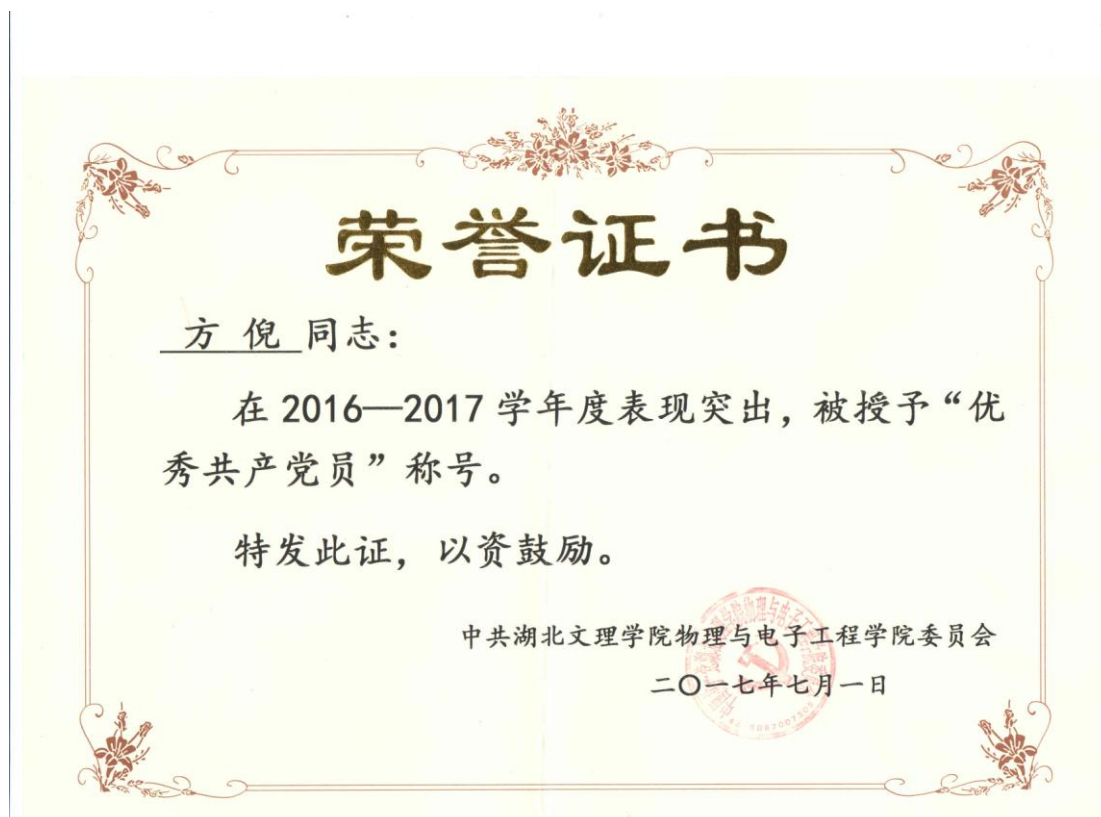 荣誉证书
方倪同志：
在2016—2017学年度表现突出，被授予“优
秀共产党员”称号。
特发此证，以资鼓励。
中共湖北文理学院物理与电子工程学院委员会
二〇一七年七月一日